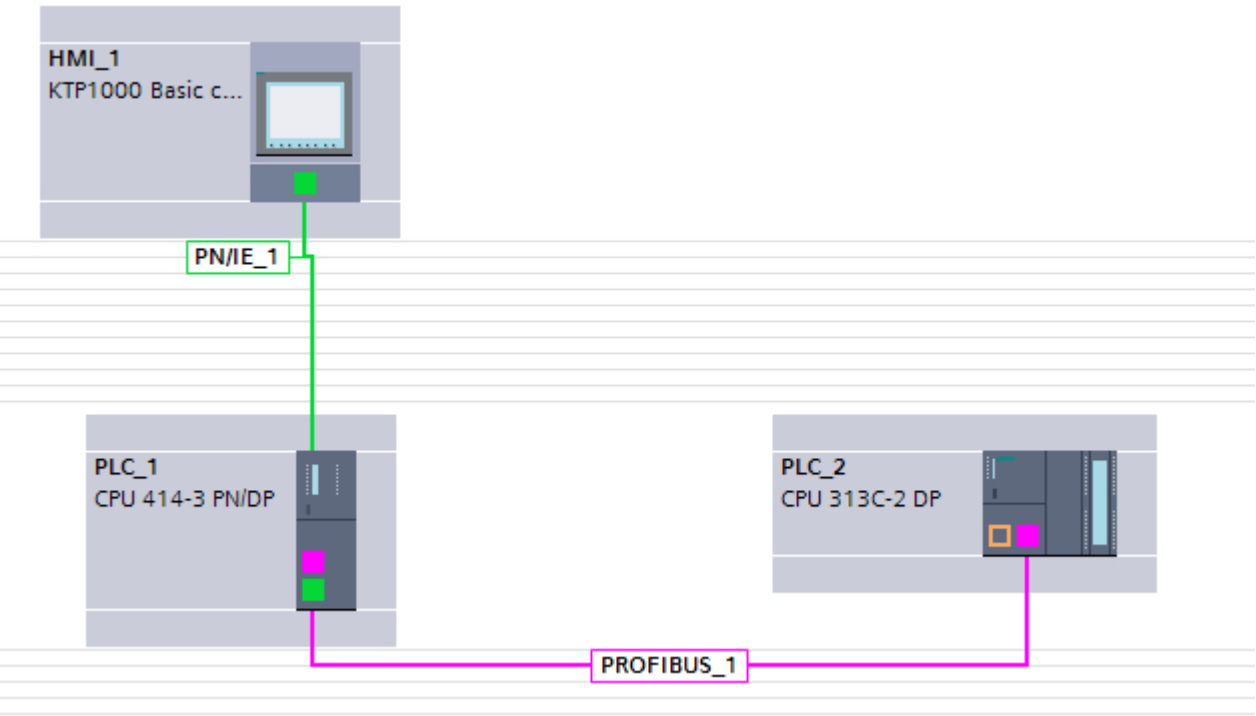 HMI_1
KTP1000 Basic c...
PN/IE_1
PLC_1
CPU 414-3 PN/DP
PLC_2
CPU 313C-2 DP
PROFIBUS_1